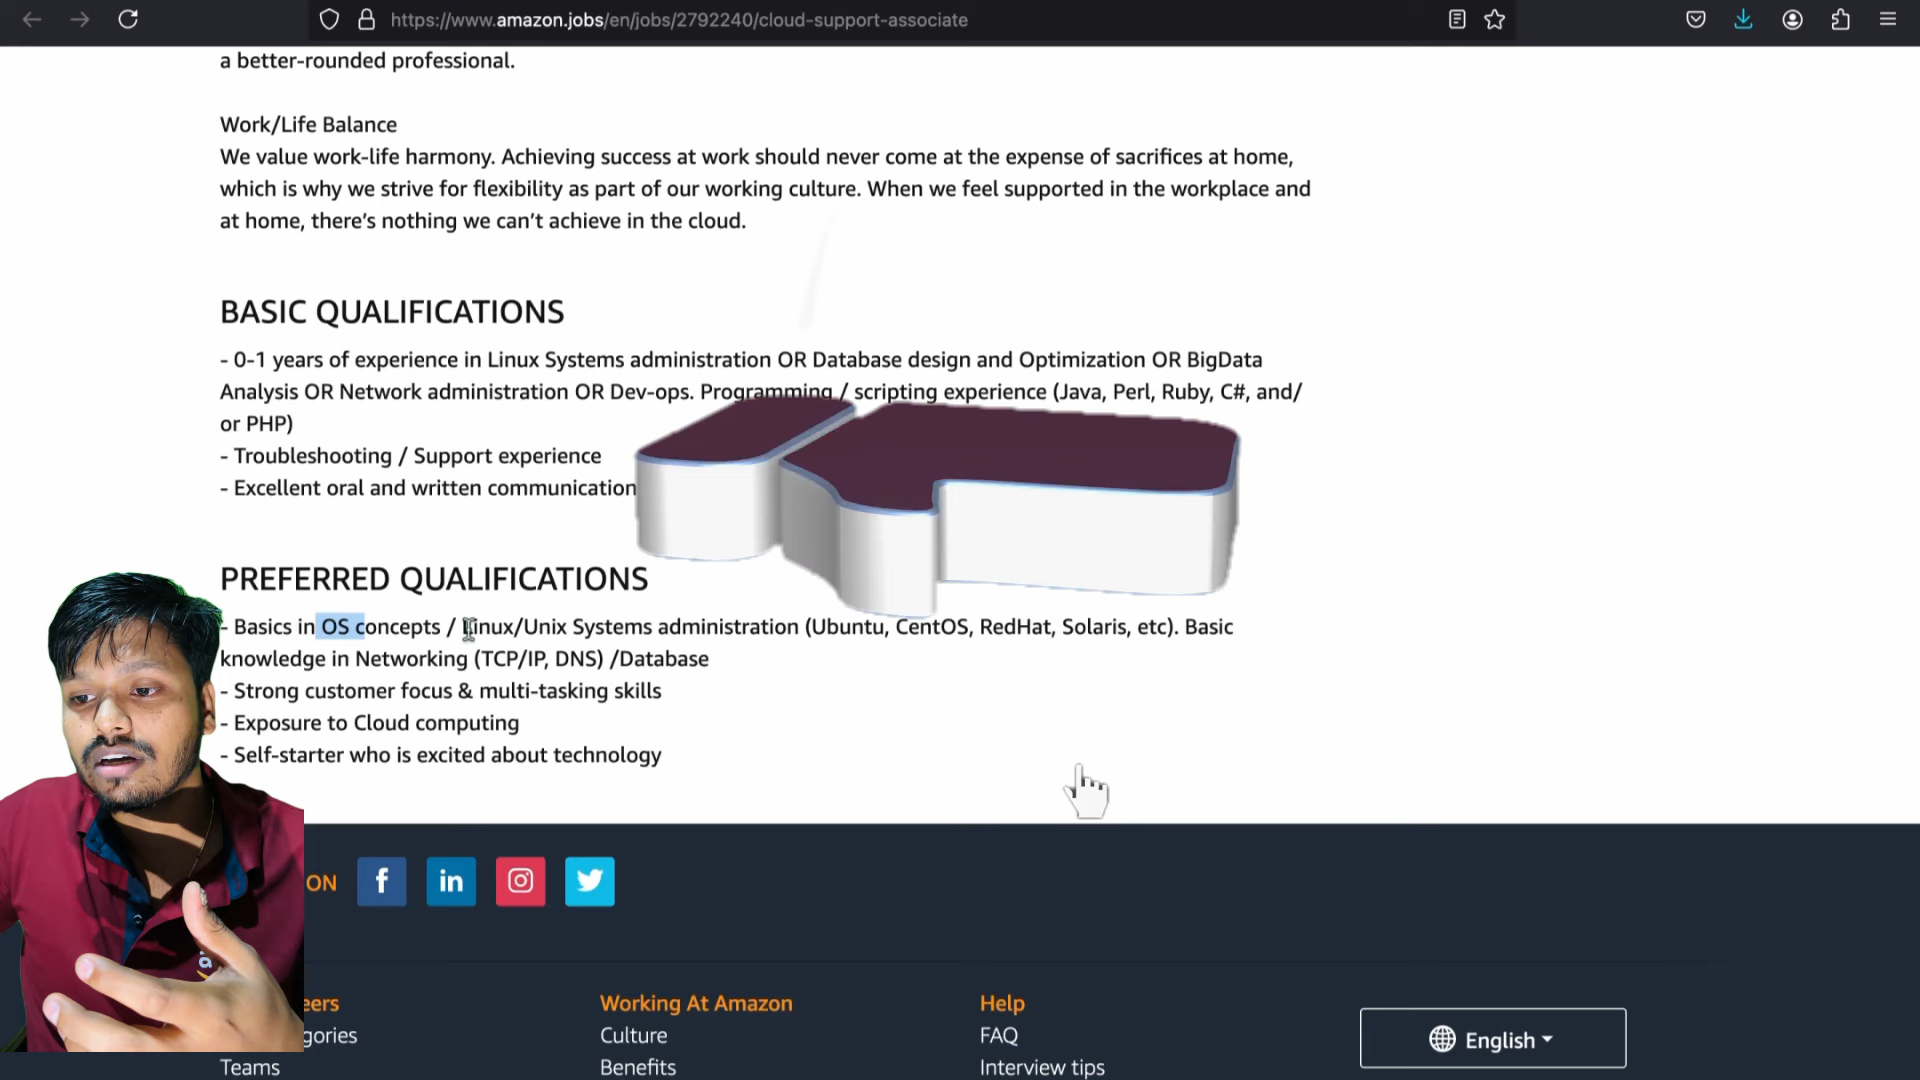 https://www.amazon.jobs/en/jobs/2792240/cloud-support-associate
a better-rounded professional.
Work/Life Balance
We value work-life harmony. Achieving success at work should never come at the expense of sacrifices at home,
which is why we strive for flexibility as part of our working culture. When we feel supported in the workplace and
at home, there’s nothing we can’t achieve in the cloud.
BASIC QUALIFICATIONS
- 0-1 years of experience in Linux Systems administration OR Database design and Optimization OR BigData
Analysis OR Network administration OR Dev-ops. Programming / scripting experience (Java, Perl, Ruby, C#, and/
or PHP)
- Troubleshooting / Support experience
- Excellent oral and written communication
PREFERRED QUALIFICATIONS
- Basics in OS concepts / Linux/Unix Systems administration (Ubuntu, CentOS, RedHat, Solaris, etc). Basic
knowledge in Networking (TCP/IP, DNS) /Database
- Strong customer focus & multi-tasking skills
- Exposure to Cloud computing
- Self-starter who is excited about technology
ON
f
in
eers
gories
Teams
Working At Amazon
Culture
Benefits
Help
FAQ
Interview tips
English